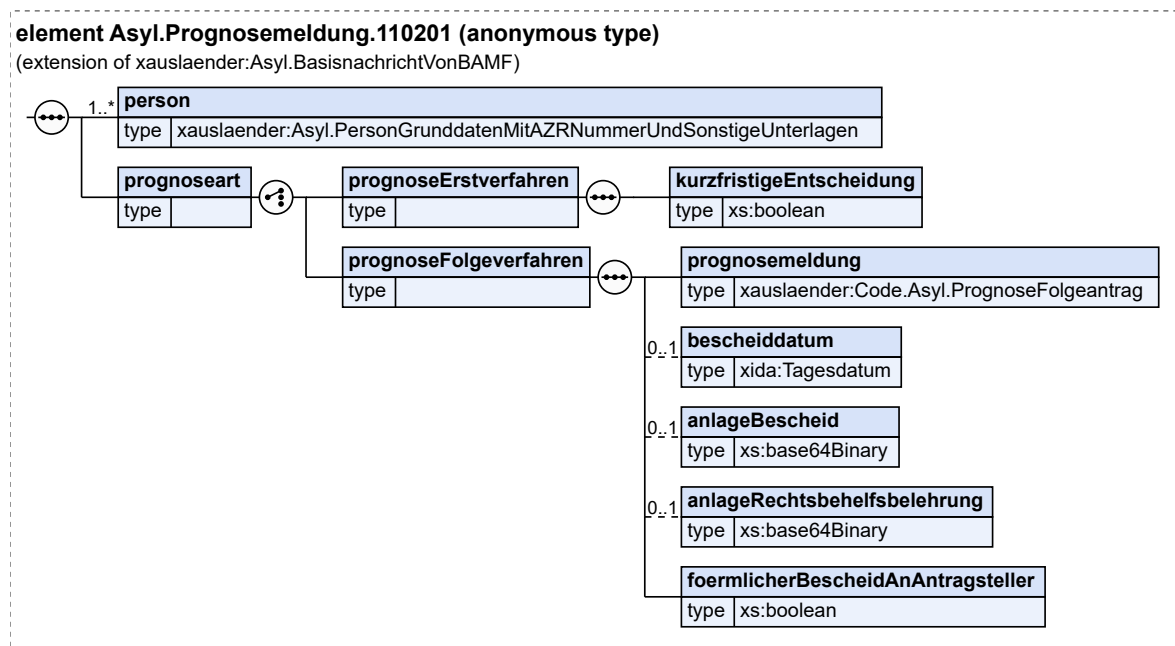 element Asyl.Prognosemeldung.110201 (anonymous type)
(extension of xauslaender:Asyl.BasisnachrichtVonBAMF)
1..*
person
type xauslaender:Asyl.PersonGrunddatenMitAZRNummerUndSonstigeUnterlagen
prognoseart
type
prognoseErstverfahren
type
kurzfristigeEntscheidung
type xs:boolean
prognoseFolgeverfahren
type
prognosemeldung
type xauslaender:Code.Asyl.PrognoseFolgeantrag
0..1
bescheiddatum
type xida:Tagesdatum
0..1
anlageBescheid
type xs:base64Binary
0..1
anlageRechtsbehelfsbelehrung
type xs:base64Binary
foermlicherBescheidAnAntragsteller
type xs:boolean